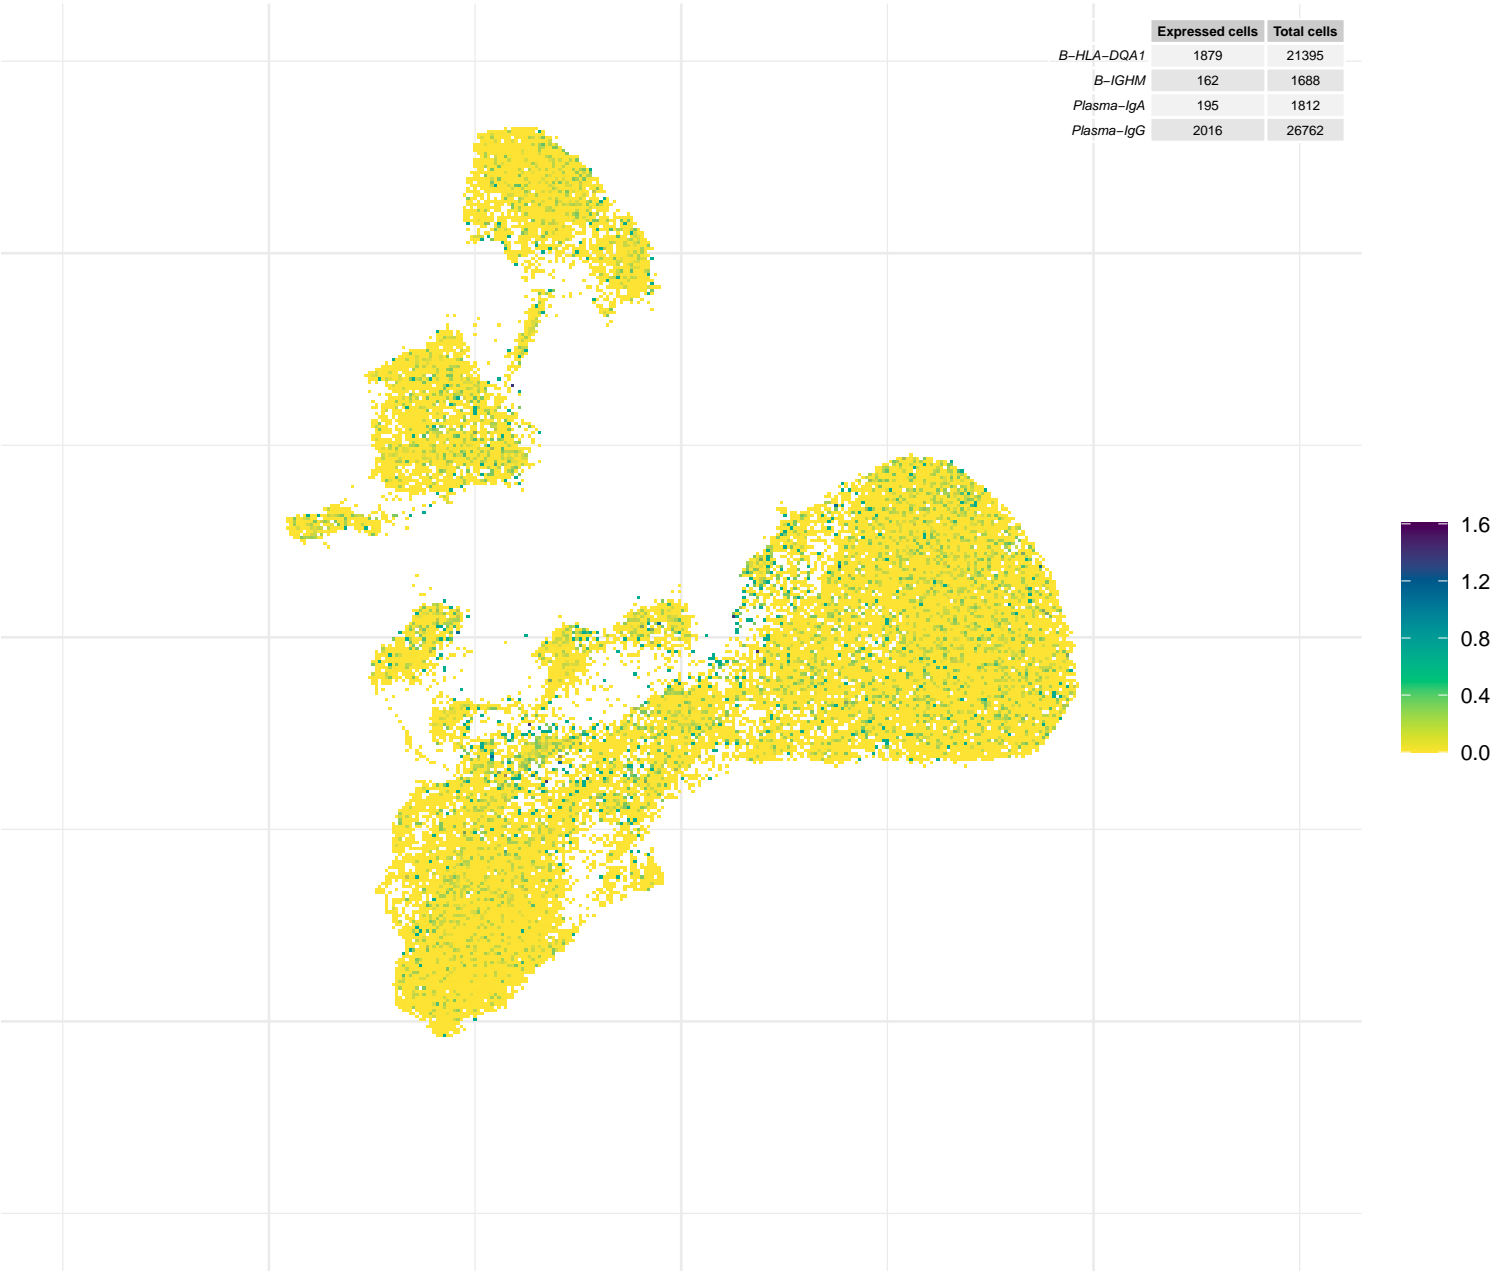 Expressed cells Total cells
B−HLA−DQA1 1879 21395
B−IGHM 162 1688
Plasma−IgA 195 1812
Plasma−IgG 2016 26762
1.6
1.2
0.8
0.4
0.0